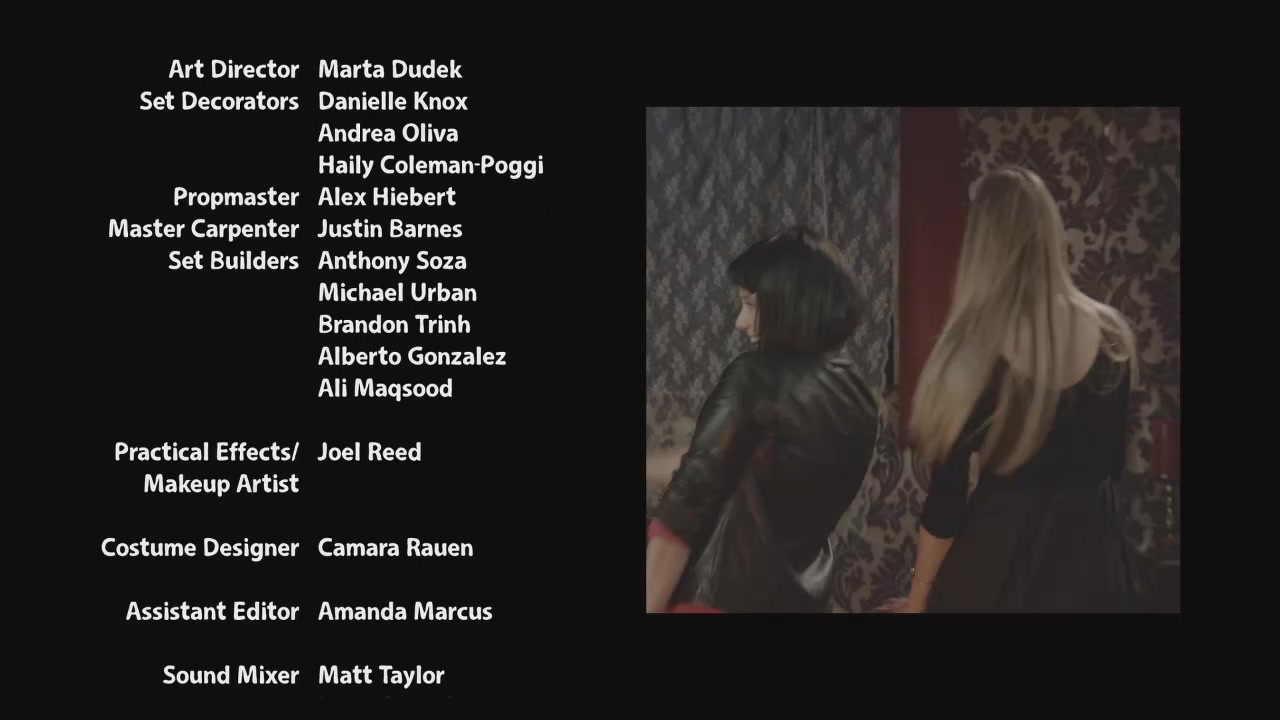 Art Director Marta Dudek
Set Decorators Danielle Knox
Andrea Oliva
Haily Coleman-Poggi
Propmaster Alex Hiebert
Master Carpenter Justin Barnes
Set Builders Anthony Soza
Michael Urban
Brandon Trinh
Alberto Gonzalez
Ali Maqsood
Practical Effects/ Joel Reed
Makeup Artist
Costume Designer Camara Rauen
Assistant Editor Amanda Marcus
Sound Mixer Matt Taylor